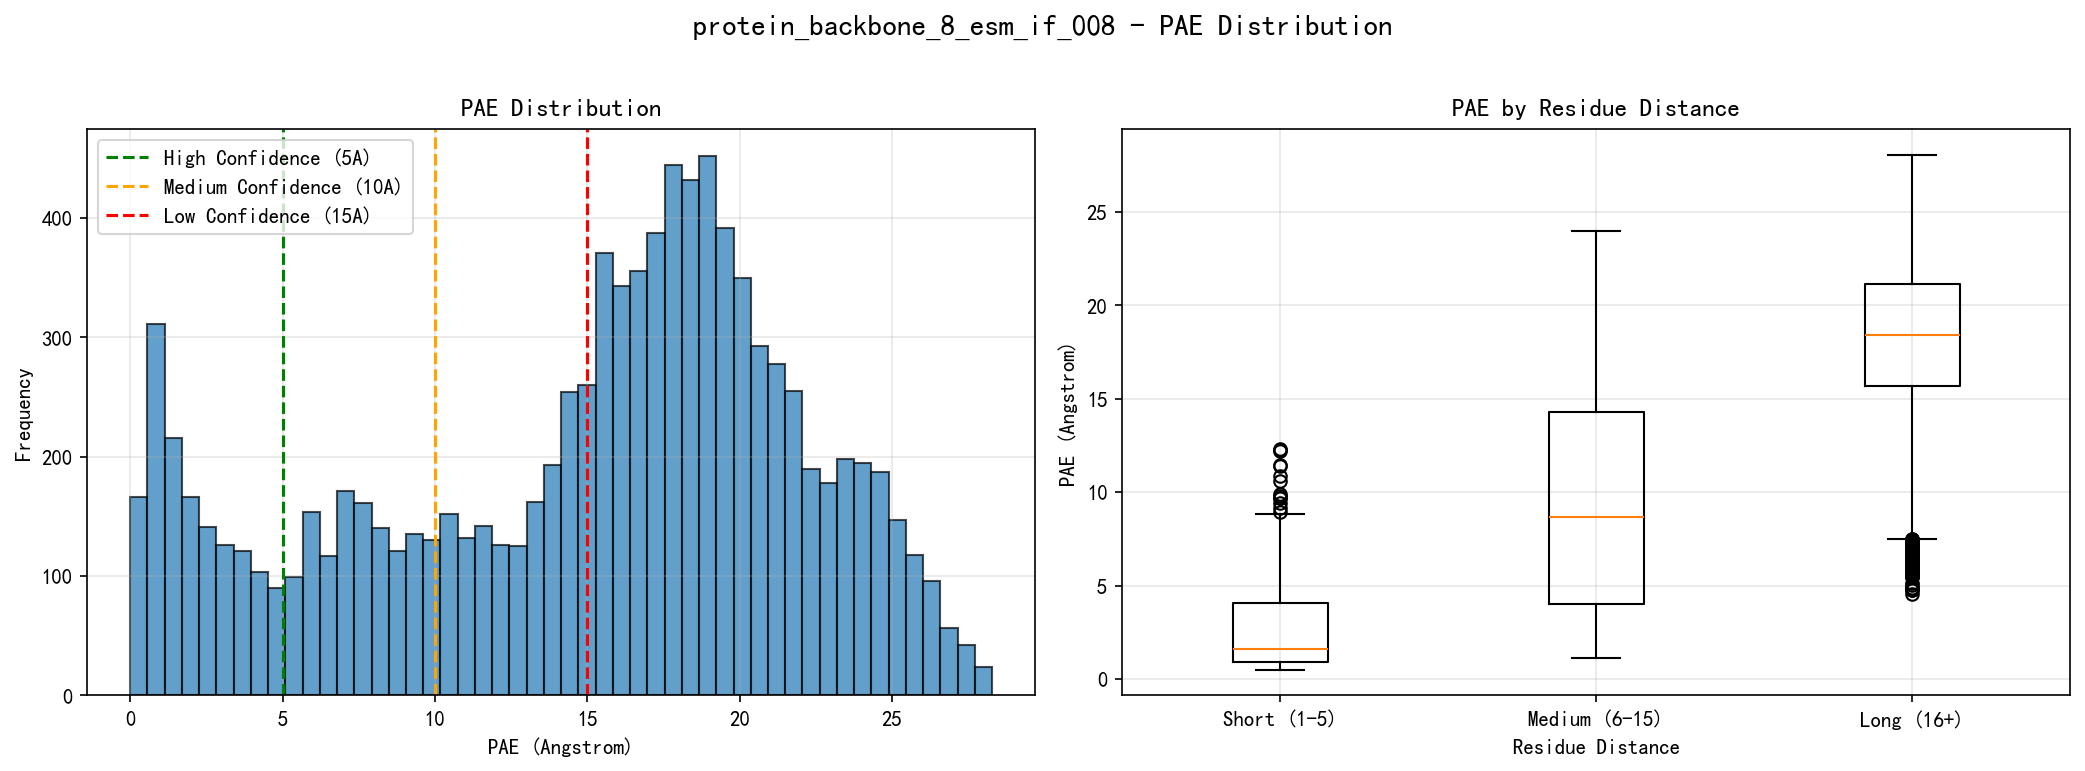 protein_backbone_8_esm_if_008 - PAE Distribution
PAE Distribution
High Confidence (5A)
Medium Confidence (10A)
Low Confidence (15A)
Frequency
400
300
200
100
0
0 5 10 15 20 25
PAE (Angstrom)
PAE by Residue Distance
PAE (Angstrom)
25
20
15
10
5
0
Short (1-5) Medium (6-15) Long (16+)
Residue Distance